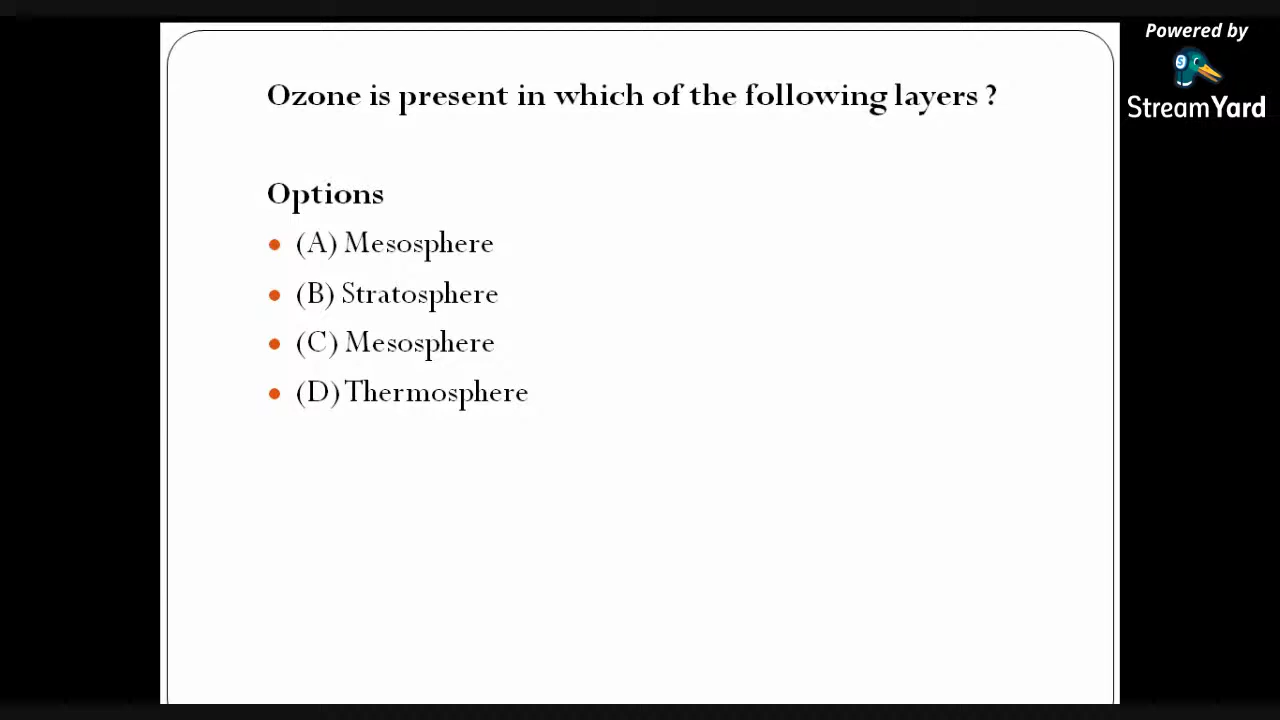 Powered by
StreamYard
Ozone is present in which of the following layers ?
Options
(A) Mesosphere
(B) Stratosphere
(C) Mesosphere
(D) Thermosphere